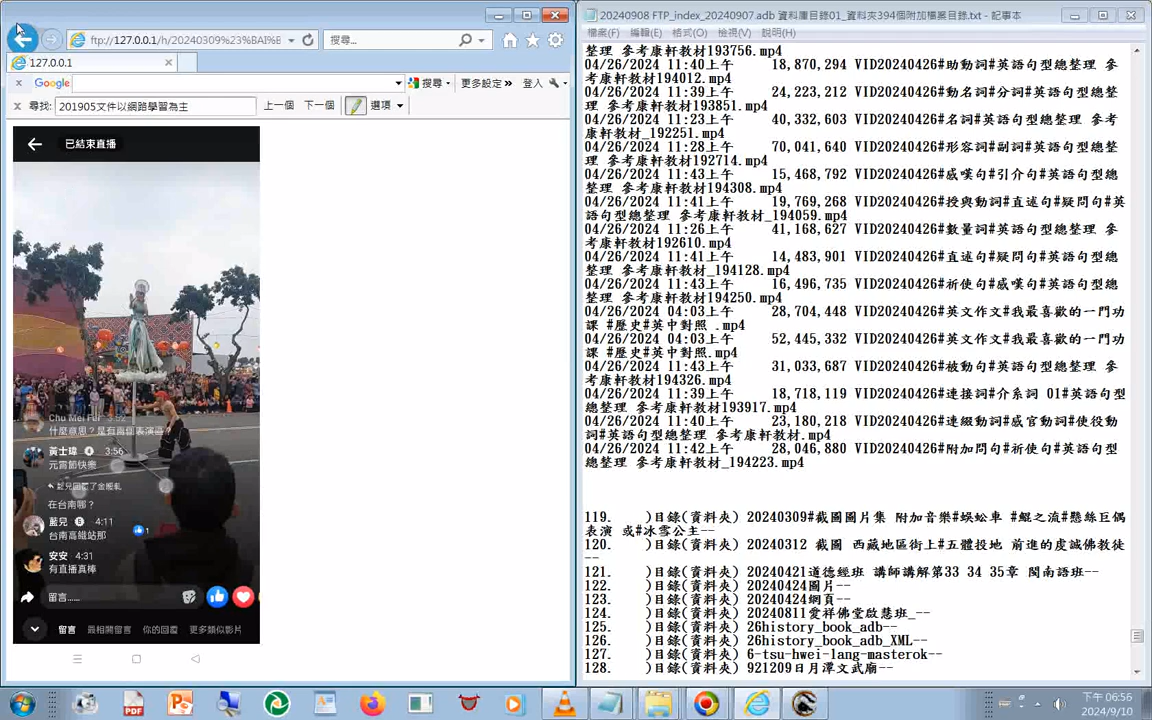 ftp://127.0.0.1/h/20240309%23%BAI%E
搜尋...
127.0.0.1
Google
搜尋
更多設定 »
登入
尋找: 201905文件以網路學習為主
上一個 下一個
選項
已結束直播
Chu Mei Fai 3:52
什麼意思？是有兩創表演嗎？
黃士瑋 3:56
元宵節快樂
在台南哪？
藍兒 4:11
台南高鐵站那
1
安安 4:31
有直播真棒
留言......
留言 最相關留言 你的回覆 更多類似影片
20240908 FTP_index_20240907.adb 資料庫目錄01_資料夾394個附加檔案目錄.txt - 記事本
檔案(F) 編輯(E) 格式(O) 檢視(V) 說明(H)
整理 參考康軒教材193756.mp4
04/26/2024 11:40上午 18,870,294 VID20240426#助動詞#英語句型總整理 參
考康軒教材194012.mp4
04/26/2024 11:39上午 24,223,212 VID20240426#動名詞#分詞#英語句型總整
理 參考康軒教材193851.mp4
04/26/2024 11:23上午 40,332,603 VID20240426#名詞#英語句型總整理 參考
康軒教材_192251.mp4
04/26/2024 11:28上午 70,041,640 VID20240426#形容詞#副詞#英語句型總
整理 參考康軒教材192714.mp4
04/26/2024 11:43上午 15,468,792 VID20240426#感嘆句#引介句#英語句型總
整理 參考康軒教材194308.mp4
04/26/2024 11:41上午 19,769,268 VID20240426#授與動詞#直述句#疑問句#英
語句型總整理 參考康軒教材_194059.mp4
04/26/2024 11:26上午 41,168,627 VID20240426#數量詞#英語句型總整理 參
考康軒教材192610.mp4
04/26/2024 11:41上午 14,483,901 VID20240426#直述句#疑問句#英語句型總
整理 參考康軒教材_194128.mp4
04/26/2024 11:43上午 16,496,735 VID20240426#祈使句#感嘆句#英語句型總
整理 參考康軒教材194250.mp4
04/26/2024 04:03上午 28,704,448 VID20240426#英文作文#我最喜歡的一門功
課 #歷史#英中對照 .mp4
04/26/2024 04:03上午 52,445,332 VID20240426#英文作文#我最喜歡的一門功
課 #歷史#英中對照.mp4
04/26/2024 11:43上午 31,033,687 VID20240426#被動句#英語句型總整理 參
考康軒教材194326.mp4
04/26/2024 11:39上午 18,718,119 VID20240426#連接詞#介系詞 01#英語句型
總整理 參考康軒教材193917.mp4
04/26/2024 11:40上午 23,180,218 VID20240426#連綴動詞#感官動詞#使役動
詞#英語句型總整理 參考康軒教材.mp4
04/26/2024 11:42上午 28,046,880 VID20240426#附加問句#祈使句#英語句型
總整理 參考康軒教材_194223.mp4
119. )目錄(資料夾) 20240309#截圖圖片集 附加音樂#蜈蚣車 #鯤之流#懸絲巨偶
表演 或#冰雪公主--
120. )目錄(資料夾) 20240312 截圖 西藏地區街上#五體投地 前進的虔誠佛教徒
--
121. )目錄(資料夾) 20240421道德經班 講師講解第33 34 35章 閩南語班--
122. )目錄(資料夾) 20240424圖片--
123. )目錄(資料夾) 20240424網頁--
124. )目錄(資料夾) 20240811愛祥佛堂啟慧班_--
125. )目錄(資料夾) 26history_book_adb--
126. )目錄(資料夾) 26history_book_adb_XML--
127. )目錄(資料夾) 6-tsu-hwei-lang-masterok--
128. )目錄(資料夾) 921209日月潭文武廟--
下午 06:56
2024/9/10